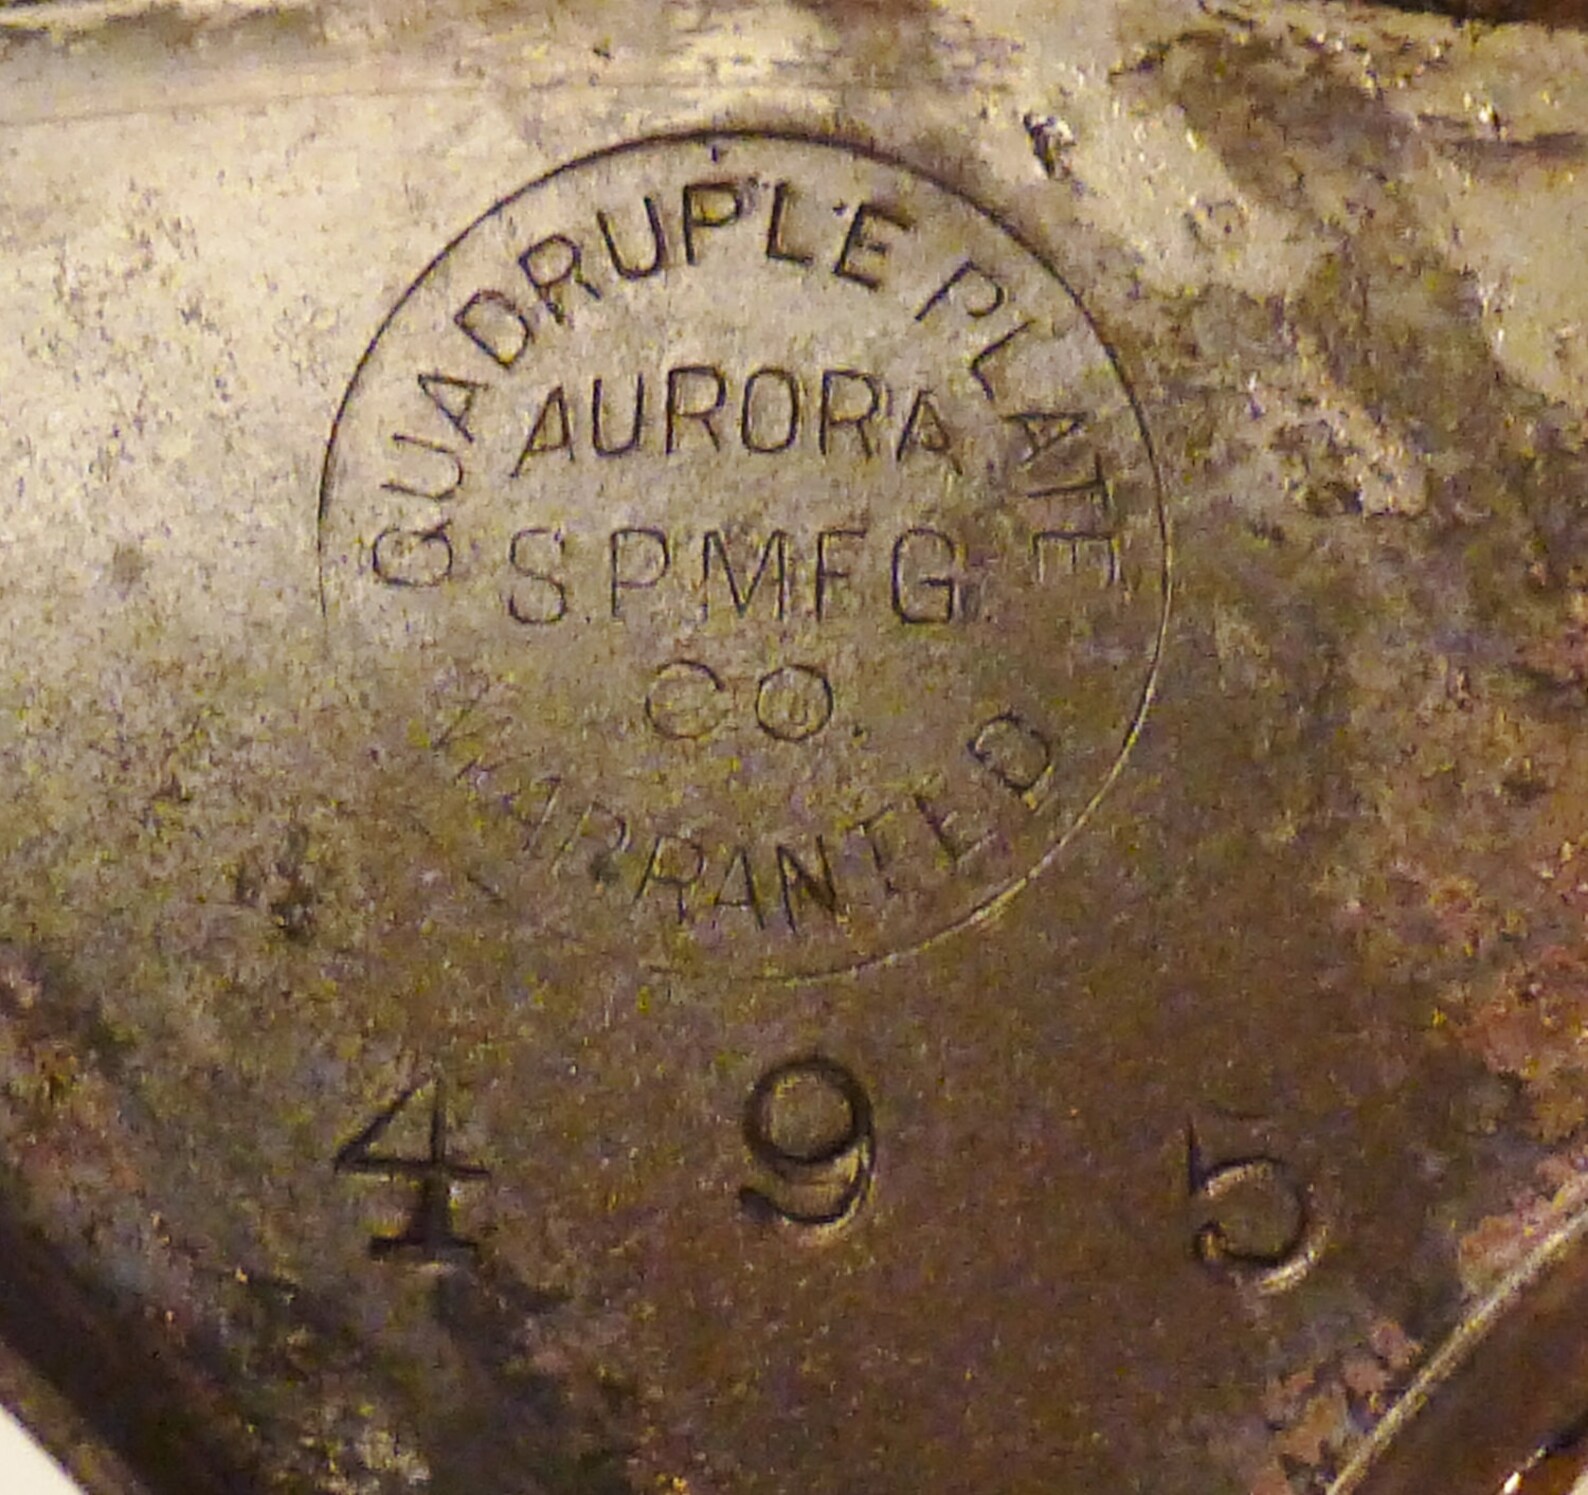 QUADRUPLE PLATE
AURORA
S.P.MFG.
CO.
WARRANTED
4 9 5